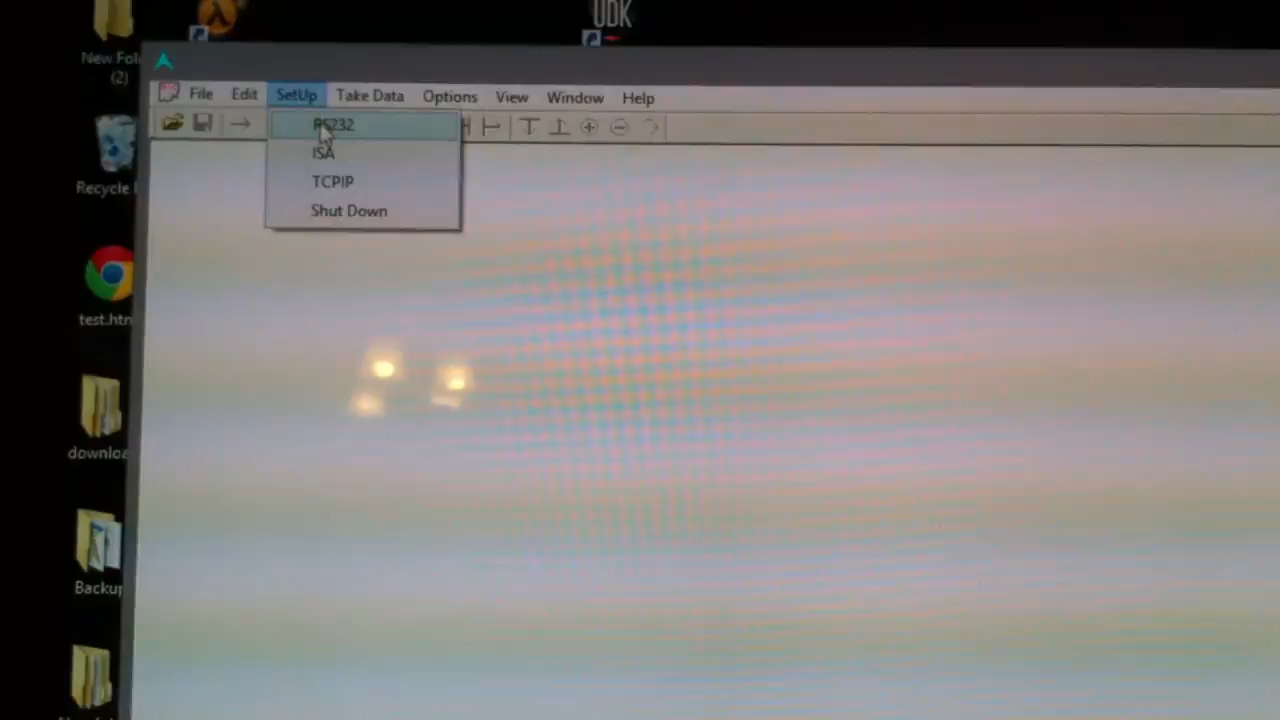 UDK
New Fol
(2)
File Edit SetUp Take Data Options View Window Help
RS232
ISA
TCPIP
Shut Down
Recycle
test.htm
downloa
Backup